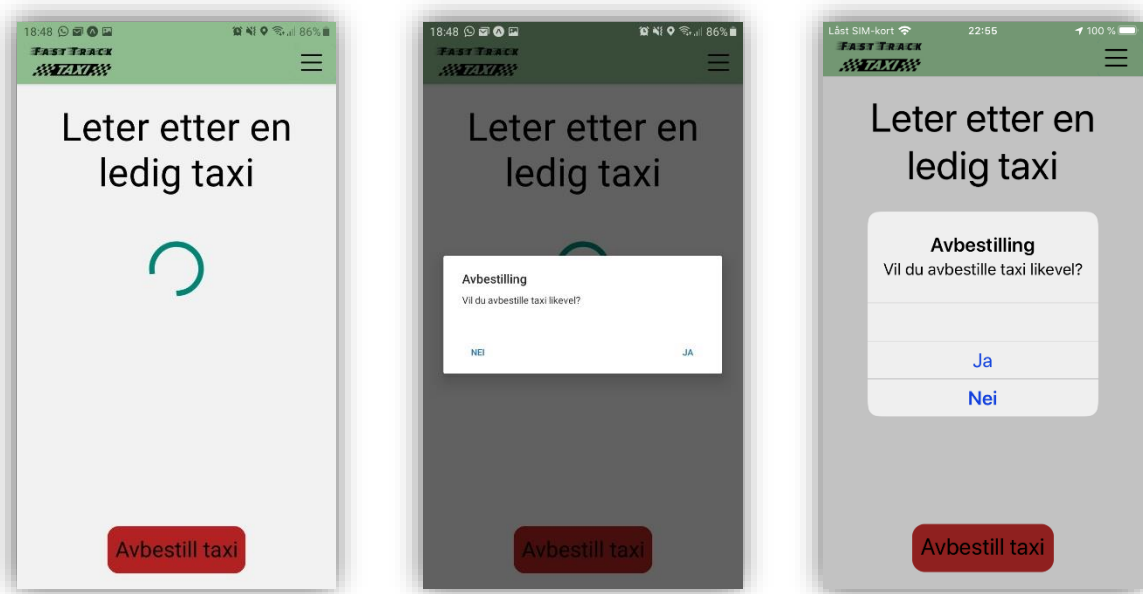 18:48 86%
FAST TRACK
TAXI
Leter etter en
ledig taxi
Avbestill taxi
18:48 86%
FAST TRACK
TAXI
Leter etter en
ledig taxi
Avbestilling
Vil du avbestille taxi likevel?
NEI JA
Avbestill taxi
Låst SIM-kort 22:55 100 %
FAST TRACK
TAXI
Leter etter en
ledig taxi
Avbestilling
Vil du avbestille taxi likevel?
Ja
Nei
Avbestill taxi